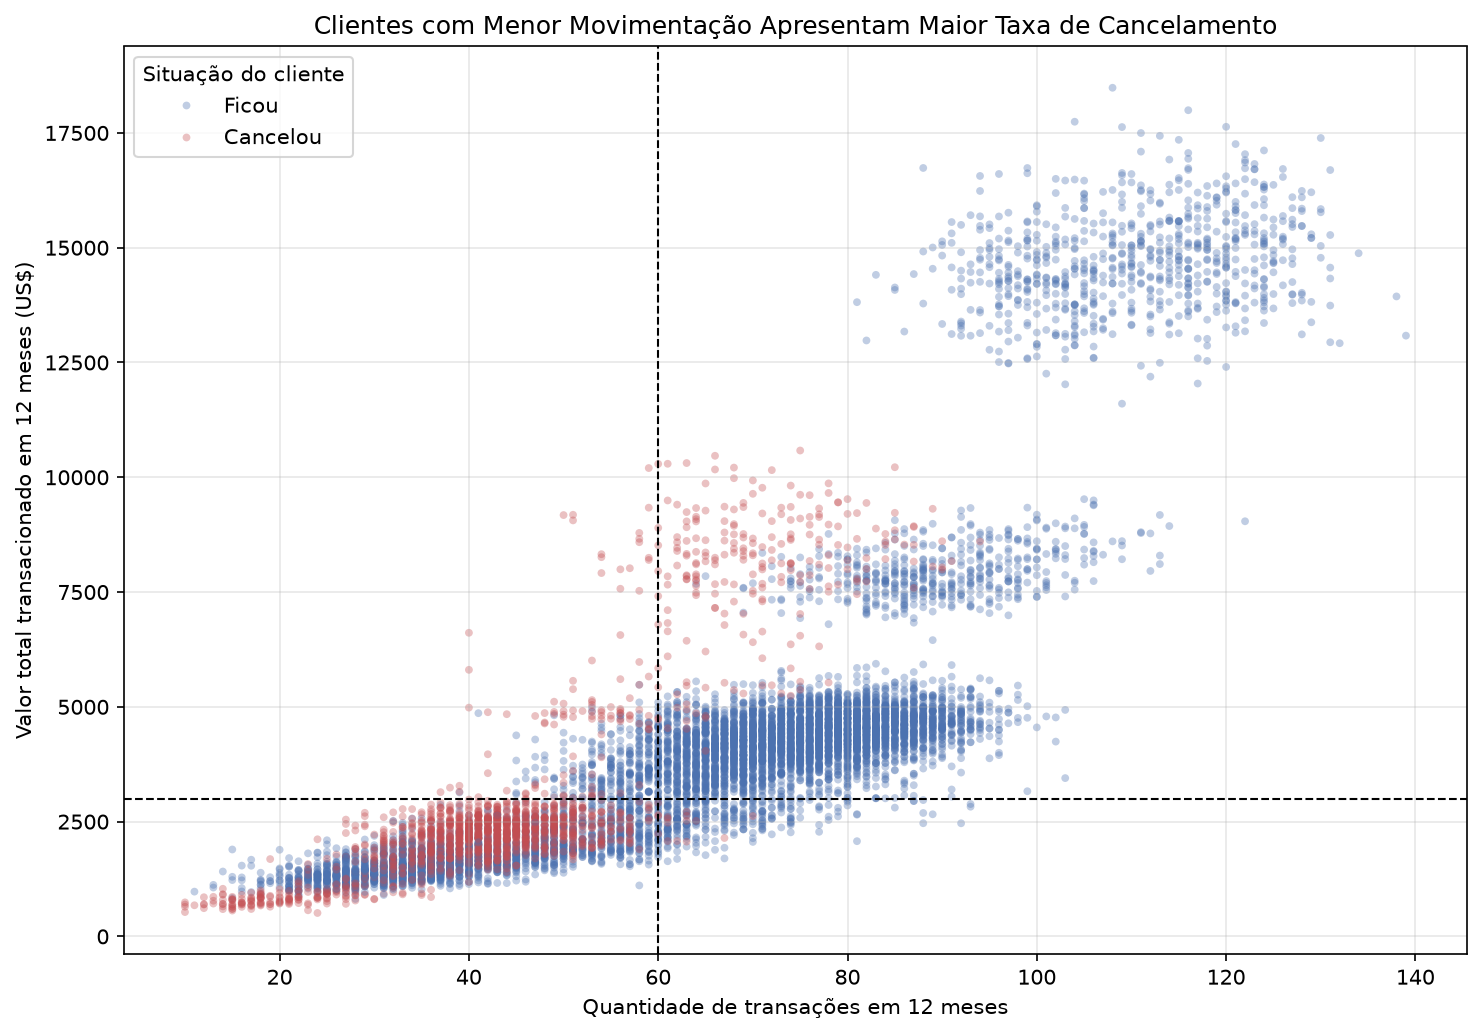 Clientes com Menor Movimentação Apresentam Maior Taxa de Cancelamento
Situação do cliente
Ficou
Cancelou
Valor total transacionado em 12 meses (US$)
17500
15000
12500
10000
7500
5000
2500
0
20 40 60 80 100 120 140
Quantidade de transações em 12 meses